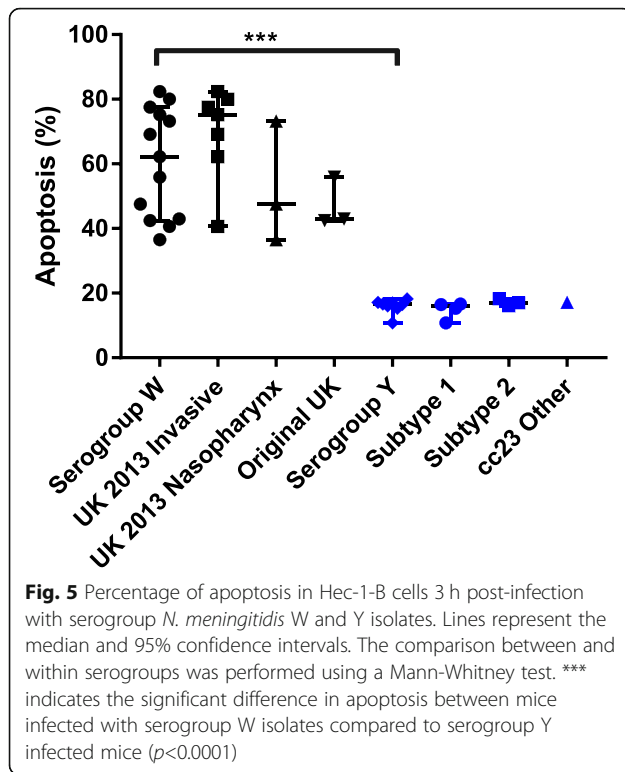 ***
100
80
60
40
20
0
Apoptosis (%)
Serogroup W
UK 2013 Invasive
UK 2013 Nasopharynx
Original UK
Serogroup Y
Subtype 1
Subtype 2
cc23 Other
Fig. 5 Percentage of apoptosis in Hec-1-B cells 3 h post-infection
with serogroup N. meningitidis W and Y isolates. Lines represent the
median and 95% confidence intervals. The comparison between and
within serogroups was performed using a Mann-Whitney test. ***
indicates the significant difference in apoptosis between mice
infected with serogroup W isolates compared to serogroup Y
infected mice (p<0.0001)